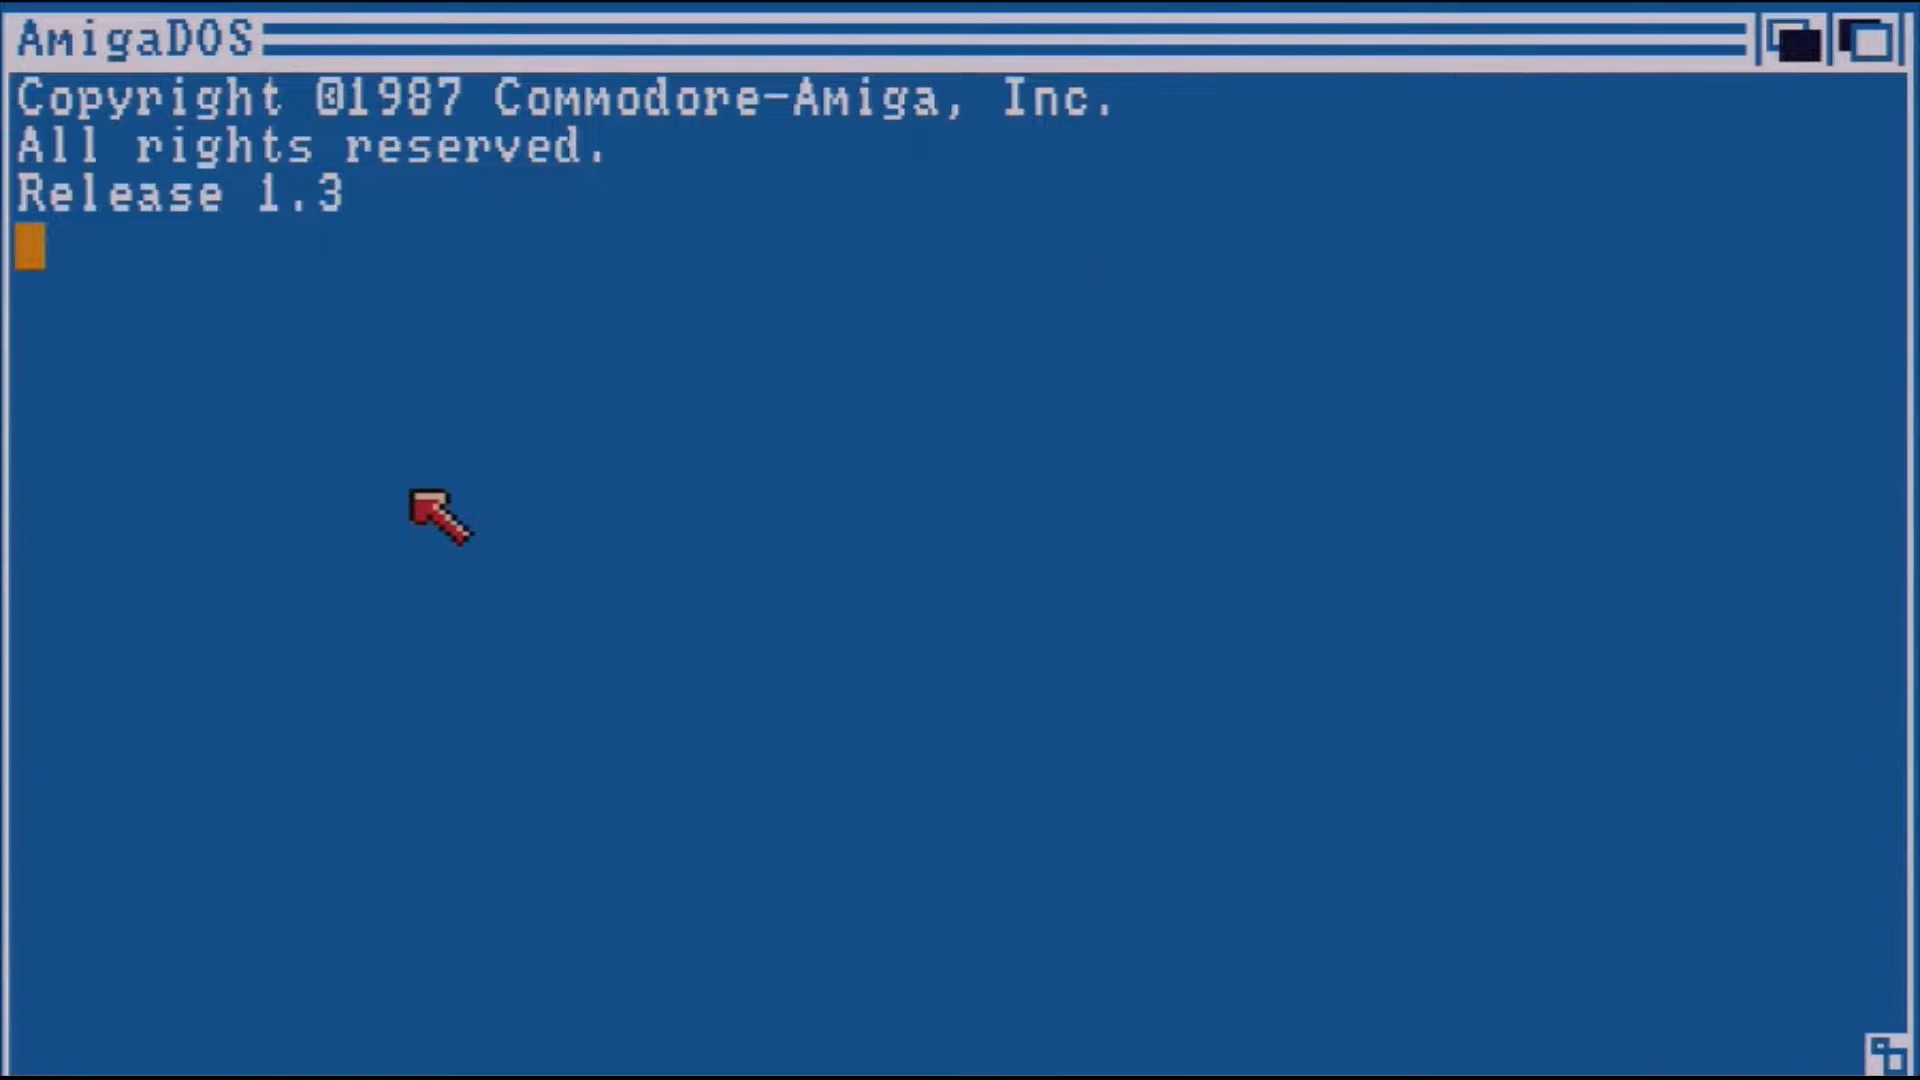 AmigaDOS
Copyright ©1987 Commodore-Amiga, Inc.
All rights reserved.
Release 1.3